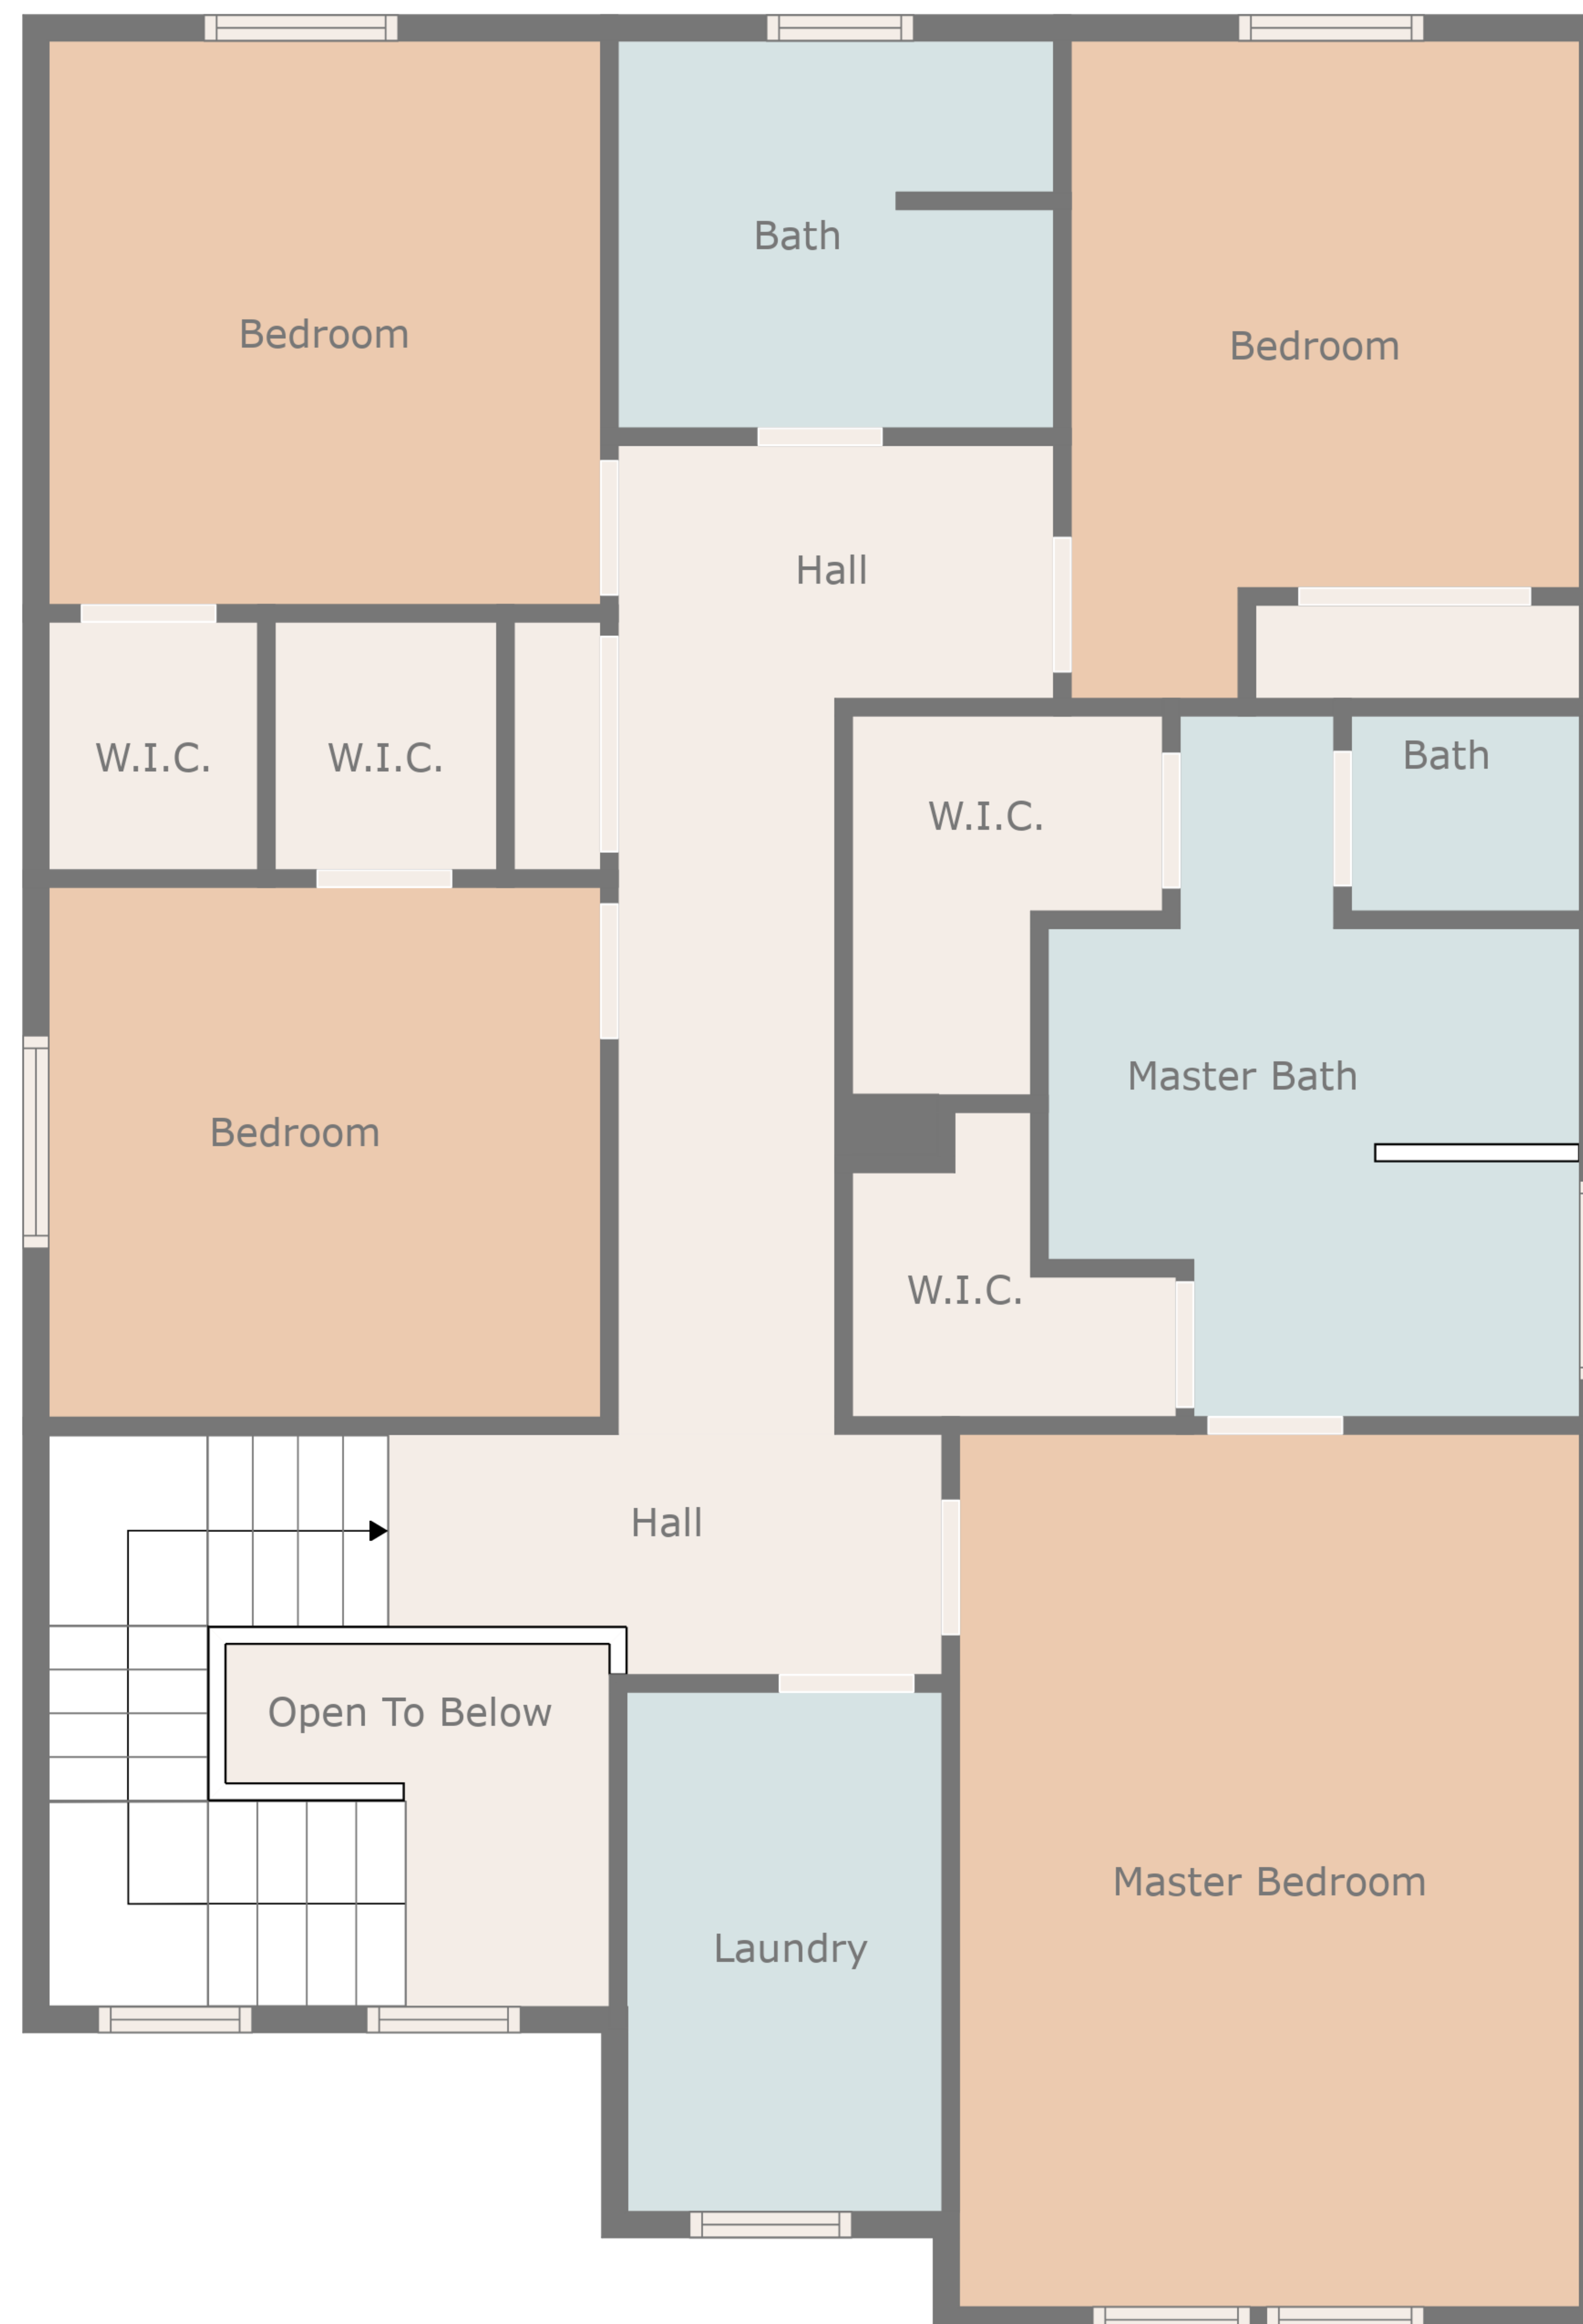 Bath
Bedroom
Bedroom
Hall
W.I.C.
W.I.C.
Bath
W.I.C.
Master Bath
Bedroom
W.I.C.
Hall
Open To Below
Master Bedroom
Laundry